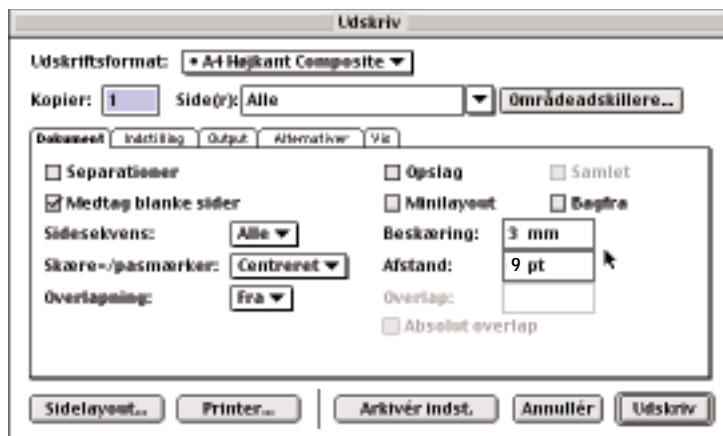 Udskriv
Udskriftsformat: • A4 Højkant Composite
Kopier: 1 Side(r): Alle Områdeadskillere...
Dokument Indstilling Output Alternativer Vis
Separationer Opslag Samlet
Medtag blanke sider Minilayout Bagfra
Sidesekvens: Alle Beskæring: 3 mm
Skære-/pasmærker: Centreret Afstand: 9 pt
Overlapning: Fra Overlap:
Absolut overlap
Sidelayout... Printer... Arkivér indst. Annullér Udskriv